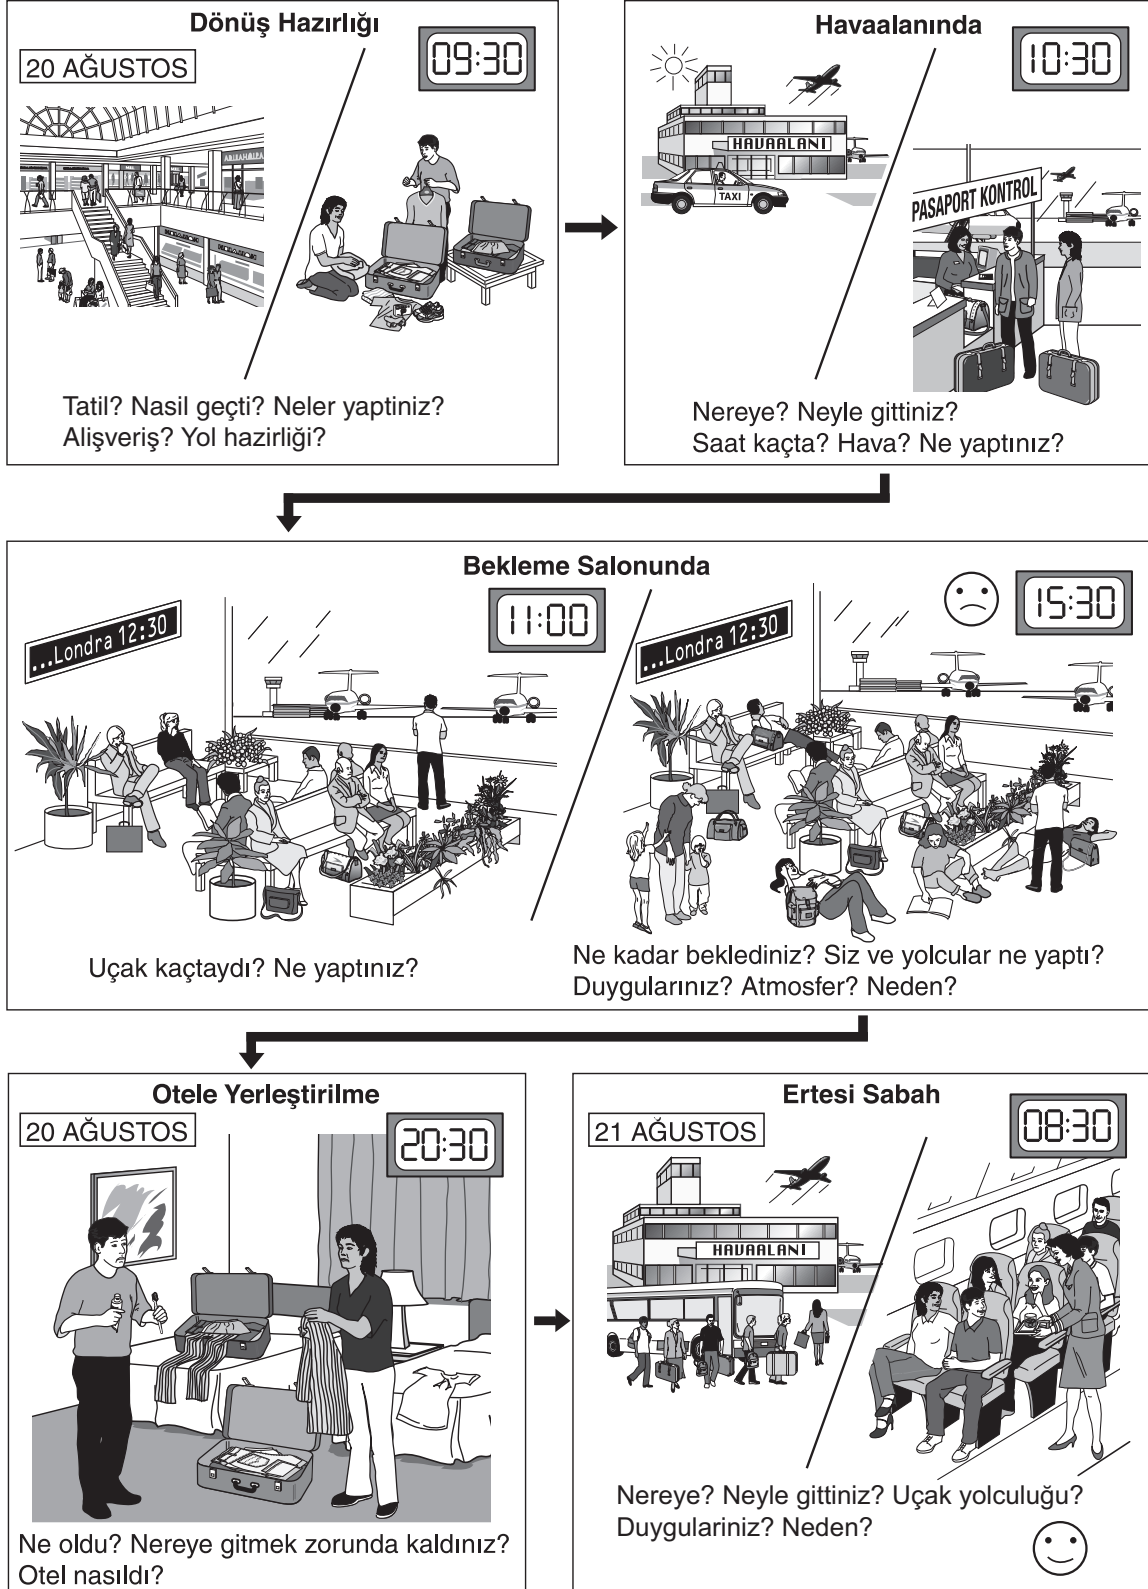 Dönüş Hazırlığı
20 AĞUSTOS
09:30
Tatil? Nasil geçti? Neler yaptiniz?
Alişveriş? Yol hazirliği?
Havaalanında
10:30
HAVAALANI
TAXI
PASAPORT KONTROL
Nereye? Neyle gittiniz?
Saat kaçta? Hava? Ne yaptınız?
Bekleme Salonunda
11:00
...Londra 12:30
Uçak kaçtaydı? Ne yaptınız?
15:30
...Londra 12:30
Ne kadar beklediniz? Siz ve yolcular ne yaptı?
Duygularınız? Atmosfer? Neden?
Otele Yerleştirilme
20 AĞUSTOS
20:30
Ne oldu? Nereye gitmek zorunda kaldınız?
Otel nasıldı?
Ertesi Sabah
21 AĞUSTOS
08:30
HAVAALANI
Nereye? Neyle gittiniz? Uçak yolculuğu?
Duygulariniz? Neden?